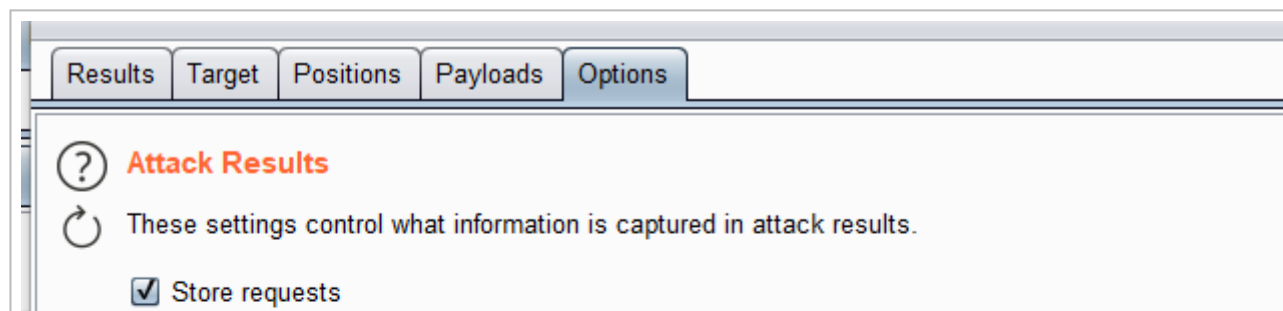 Results Target Positions Payloads Options
Attack Results
These settings control what information is captured in attack results.
Store requests